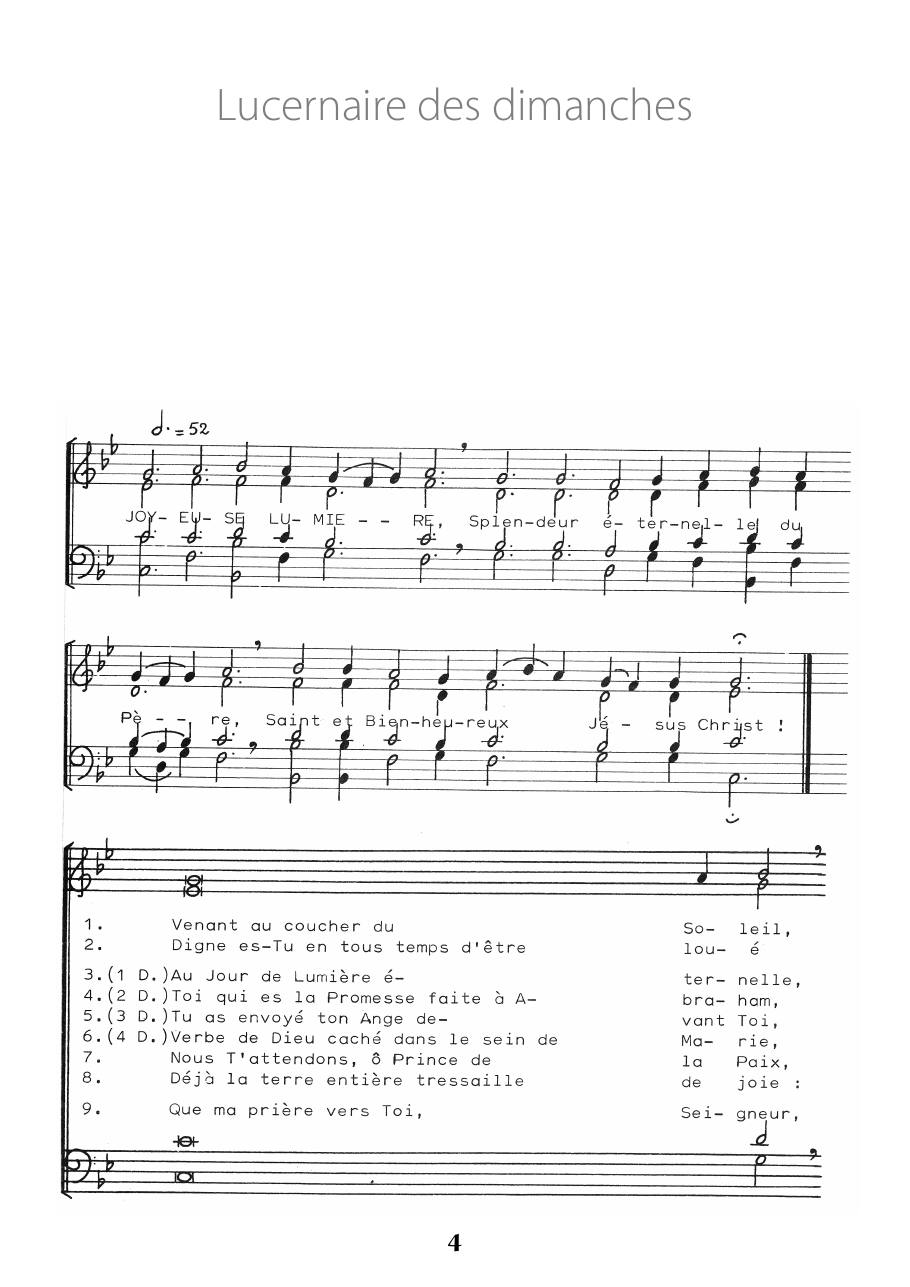 Lucernaire des dimanches
= 52
JOY- EU- SE LU- MIE - - RE, Splen-deur é- ter-nel- le du
Pè - - re, Saint et Bien-heu-reux Jé - sus Christ !
1. Venant au coucher du So- leil,
2. Digne es-Tu en tous temps d'être lou- é
3.(1 D.)Au Jour de Lumière é- ter- nelle,
4.(2 D.)Toi qui es la Promesse faite à A- bra- ham,
5.(3 D.)Tu as envoyé ton Ange de- vant Toi,
6.(4 D.)Verbe de Dieu caché dans le sein de Ma- rie,
7. Nous T'attendons, ô Prince de la Paix,
8. Déjà la terre entière tressaille de joie :
9. Que ma prière vers Toi, Sei- gneur,
4